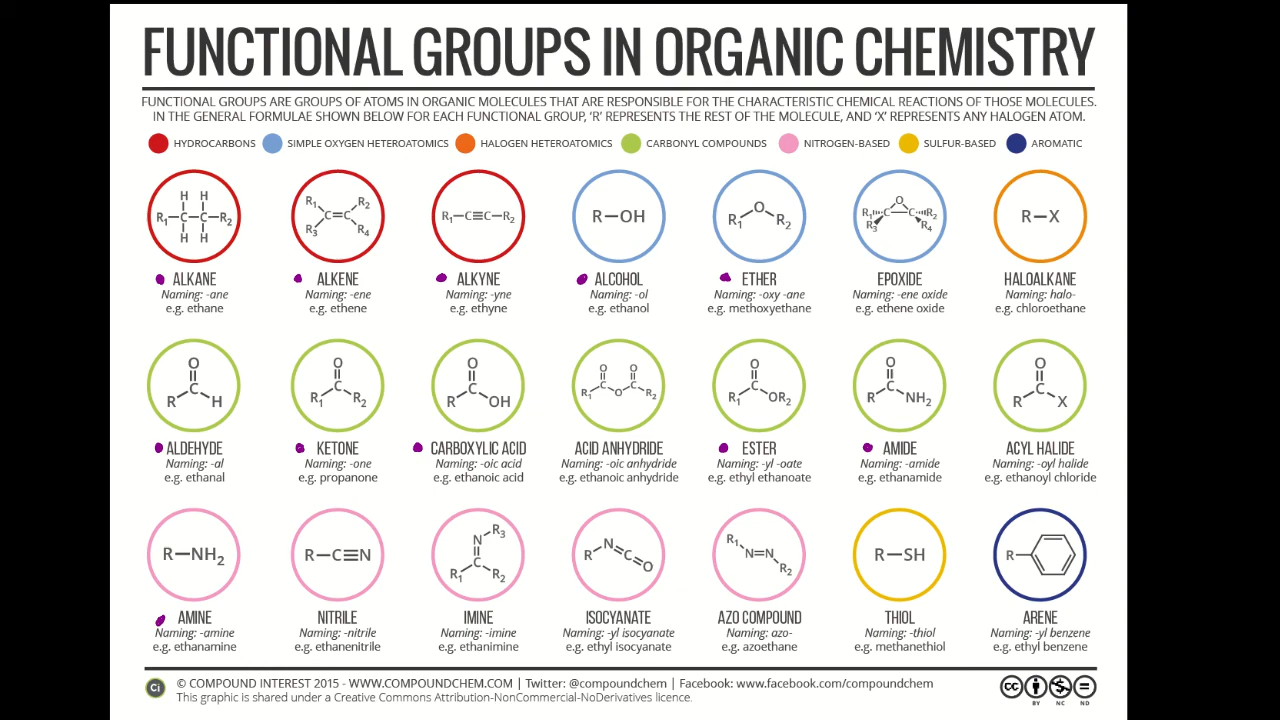 FUNCTIONAL GROUPS IN ORGANIC CHEMISTRY
FUNCTIONAL GROUPS ARE GROUPS OF ATOMS IN ORGANIC MOLECULES THAT ARE RESPONSIBLE FOR THE CHARACTERISTIC CHEMICAL REACTIONS OF THOSE MOLECULES.
IN THE GENERAL FORMULAE SHOWN BELOW FOR EACH FUNCTIONAL GROUP, ‘R’ REPRESENTS THE REST OF THE MOLECULE, AND ‘X’ REPRESENTS ANY HALOGEN ATOM.
HYDROCARBONS SIMPLE OXYGEN HETEROATOMICS HALOGEN HETEROATOMICS CARBONYL COMPOUNDS NITROGEN-BASED SULFUR-BASED AROMATIC
H H
R₁—C—C—R₂
H H
R₁ R₂
C=C
R₃ R₄
R₁—C≡C—R₂
R—OH
O
R₁ R₂
O
R₁ C—C R₂
R₃ R₄
R—X
ALKANE ALKENE ALKYNE ALCOHOL ETHER EPOXIDE HALOALKANE
Naming: -ane Naming: -ene Naming: -yne Naming: -ol Naming: -oxy -ane Naming: -ene oxide Naming: halo-
e.g. ethane e.g. ethene e.g. ethyne e.g. ethanol e.g. methoxyethane e.g. ethene oxide e.g. chloroethane
O
C
R H
O
C
R₁ R₂
O
C
R OH
O O
C C
R₁ O R₂
O
C
R₁ OR₂
O
C
R NH₂
O
C
R X
ALDEHYDE KETONE CARBOXYLIC ACID ACID ANHYDRIDE ESTER AMIDE ACYL HALIDE
Naming: -al Naming: -one Naming: -oic acid Naming: -oic anhydride Naming: -yl -oate Naming: -amide Naming: -oyl halide
e.g. ethanal e.g. propanone e.g. ethanoic acid e.g. ethanoic anhydride e.g. ethyl ethanoate e.g. ethanamide e.g. ethanoyl chloride
R—NH₂
R—C≡N
R₃
N
C
R₁ R₂
R N=C=O
R₁
N=N
R₂
R—SH
R
AMINE NITRILE IMINE ISOCYANATE AZO COMPOUND THIOL ARENE
Naming: -amine Naming: -nitrile Naming: -imine Naming: -yl isocyanate Naming: azo- Naming: -thiol Naming: -yl benzene
e.g. ethanamine e.g. ethanenitrile e.g. ethanimine e.g. ethyl isocyanate e.g. azoethane e.g. methanethiol e.g. ethyl benzene
Ci © COMPOUND INTEREST 2015 - WWW.COMPOUNDCHEM.COM | Twitter: @compoundchem | Facebook: www.facebook.com/compoundchem
This graphic is shared under a Creative Commons Attribution-NonCommercial-NoDerivatives licence.
cc BY NC ND